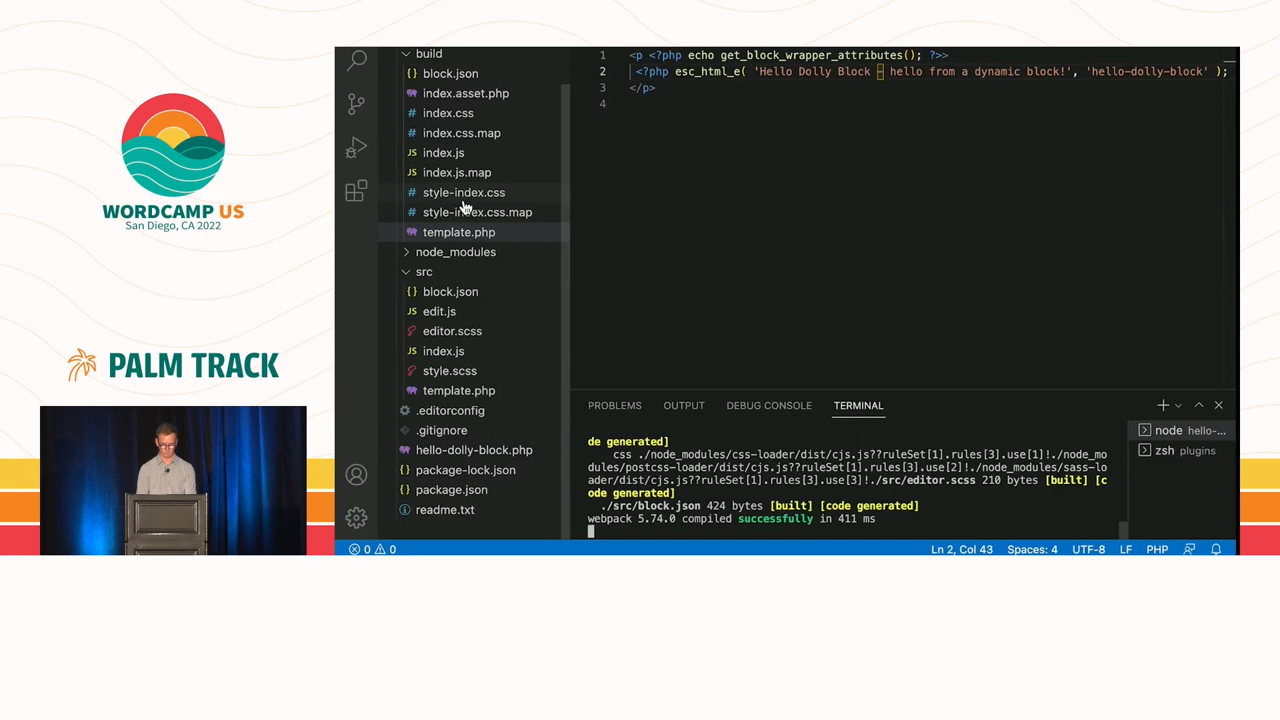 WORDCAMP US
San Diego, CA 2022
PALM TRACK
build
block.json
index.asset.php
index.css
index.css.map
index.js
index.js.map
style-index.css
style-index.css.map
template.php
node_modules
src
block.json
edit.js
editor.scss
index.js
style.scss
template.php
.editorconfig
.gitignore
hello-dolly-block.php
package-lock.json
package.json
readme.txt
1 <p <?php echo get_block_wrapper_attributes(); ?>>
2 <?php esc_html_e( 'Hello Dolly Block – hello from a dynamic block!', 'hello-dolly-block' );
3 </p>
4
PROBLEMS OUTPUT DEBUG CONSOLE TERMINAL
de generated]
css ./node_modules/css-loader/dist/cjs.js??ruleSet[1].rules[3].use[1]!./node_mo
dules/postcss-loader/dist/cjs.js??ruleSet[1].rules[3].use[2]!./node_modules/sass-lo
ader/dist/cjs.js??ruleSet[1].rules[3].use[3]!./src/editor.scss 210 bytes [built] [c
ode generated]
./src/block.json 424 bytes [built] [code generated]
webpack 5.74.0 compiled successfully in 411 ms
node hello-...
zsh plugins
0 0
Ln 2, Col 43 Spaces: 4 UTF-8 LF PHP